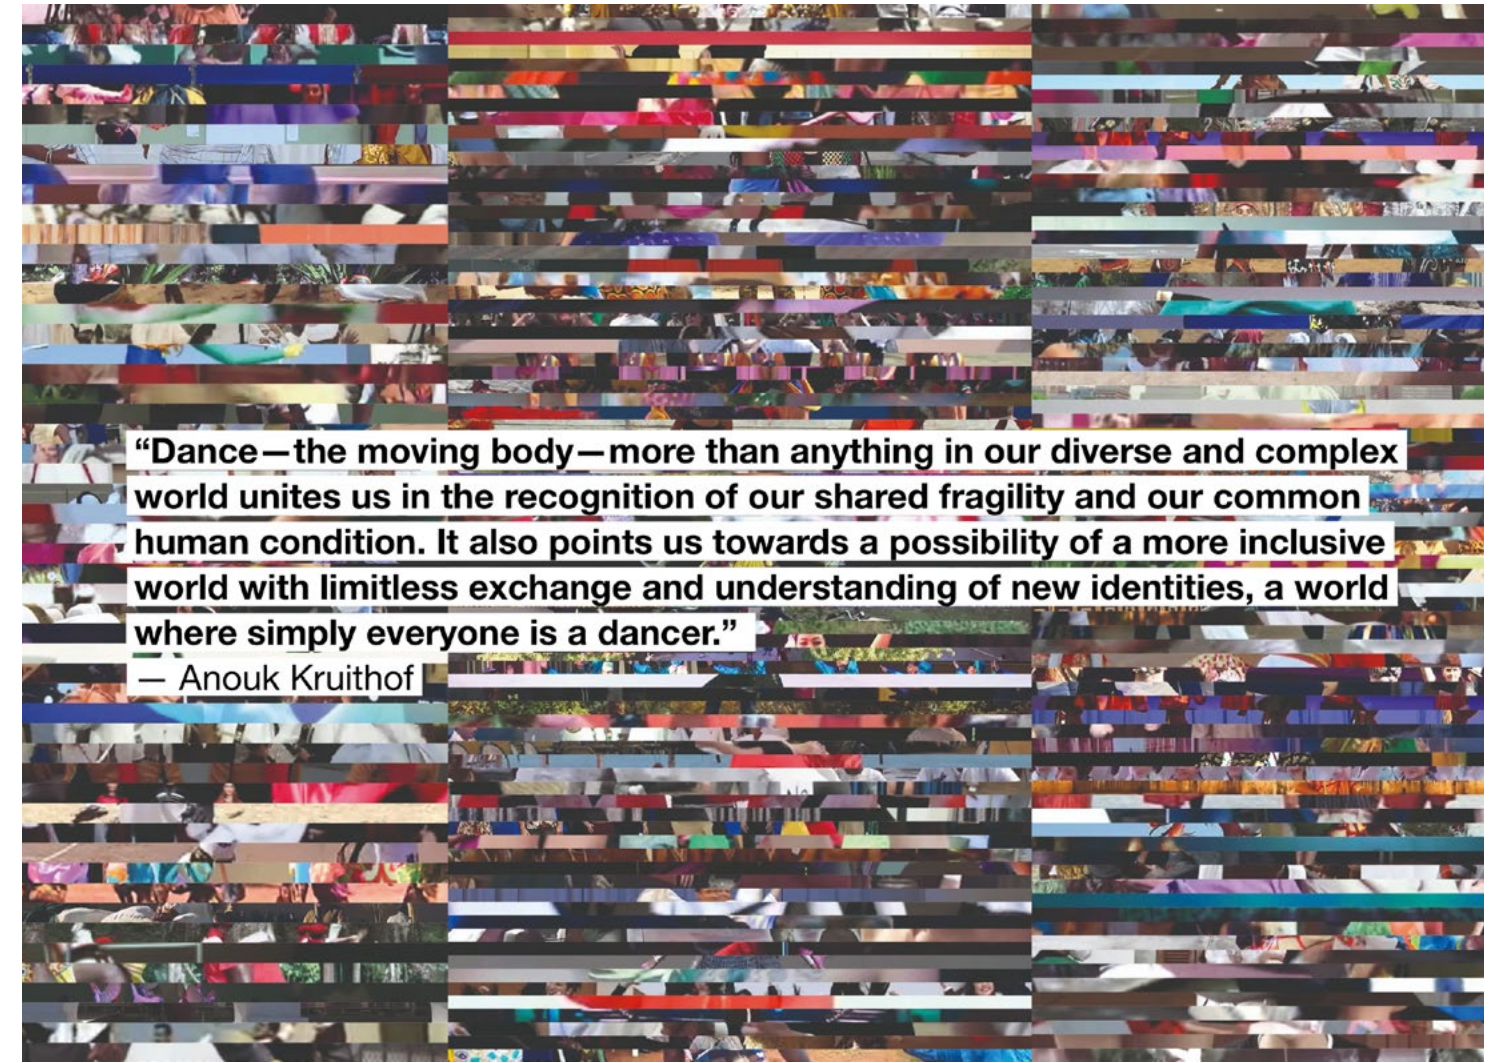 “Dance—the moving body—more than anything in our diverse and complex
world unites us in the recognition of our shared fragility and our common
human condition. It also points us towards a possibility of a more inclusive
world with limitless exchange and understanding of new identities, a world
where simply everyone is a dancer.”
— Anouk Kruithof